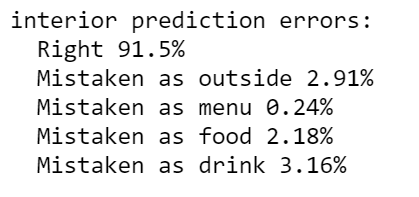 interior prediction errors:
Right 91.5%
Mistaken as outside 2.91%
Mistaken as menu 0.24%
Mistaken as food 2.18%
Mistaken as drink 3.16%